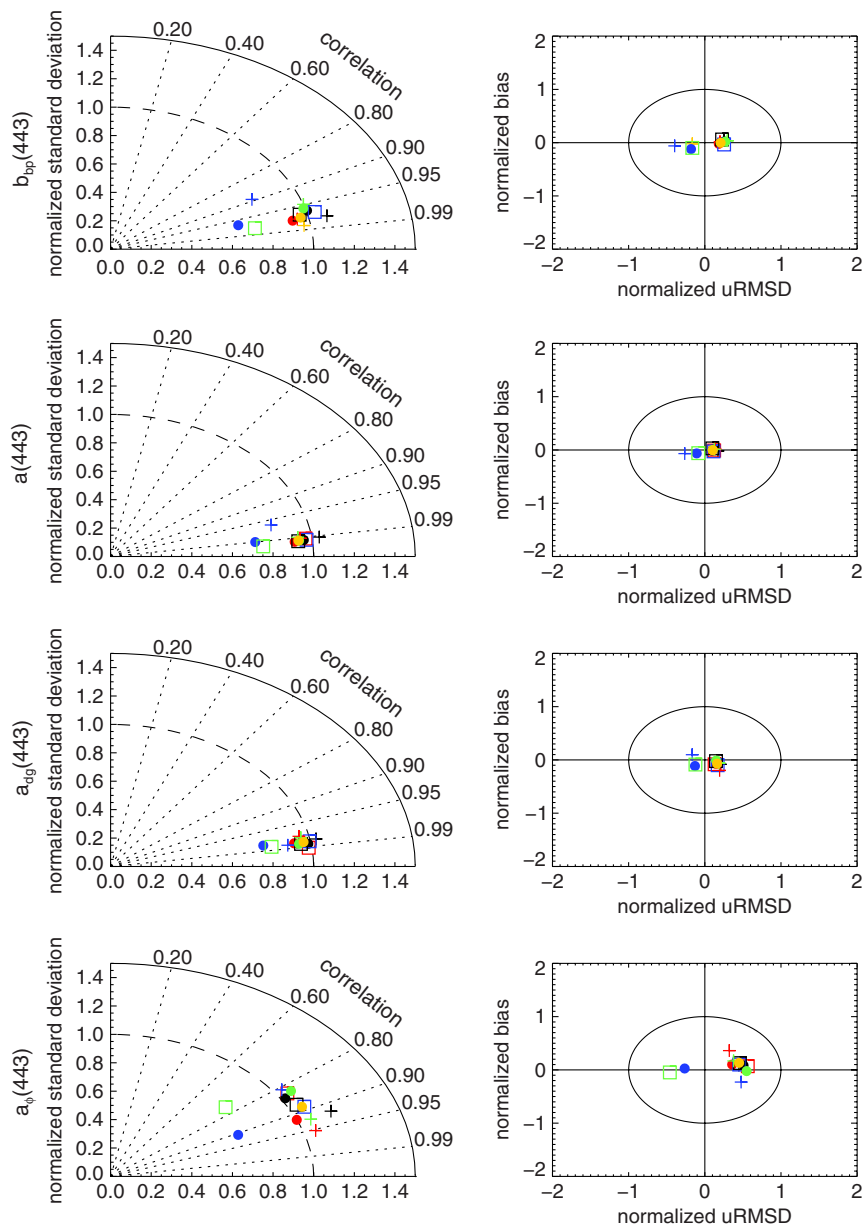 1.4
1.2
1.0
0.8
0.6
0.4
0.2
0.0
0.0 0.2 0.4 0.6 0.8 1.0 1.2 1.4
0.20
0.40
0.60
0.80
0.90
0.95
0.99
correlation
normalized standard deviation
b_bp(443)
2
1
0
−1
−2
−2 −1 0 1 2
normalized bias
normalized uRMSD
1.4
1.2
1.0
0.8
0.6
0.4
0.2
0.0
0.0 0.2 0.4 0.6 0.8 1.0 1.2 1.4
0.20
0.40
0.60
0.80
0.90
0.95
0.99
correlation
normalized standard deviation
a(443)
2
1
0
−1
−2
−2 −1 0 1 2
normalized bias
normalized uRMSD
1.4
1.2
1.0
0.8
0.6
0.4
0.2
0.0
0.0 0.2 0.4 0.6 0.8 1.0 1.2 1.4
0.20
0.40
0.60
0.80
0.90
0.95
0.99
correlation
normalized standard deviation
a_dg(443)
2
1
0
−1
−2
−2 −1 0 1 2
normalized bias
normalized uRMSD
1.4
1.2
1.0
0.8
0.6
0.4
0.2
0.0
0.0 0.2 0.4 0.6 0.8 1.0 1.2 1.4
0.20
0.40
0.60
0.80
0.90
0.95
0.99
correlation
normalized standard deviation
a_ϕ(443)
2
1
0
−1
−2
−2 −1 0 1 2
normalized bias
normalized uRMSD